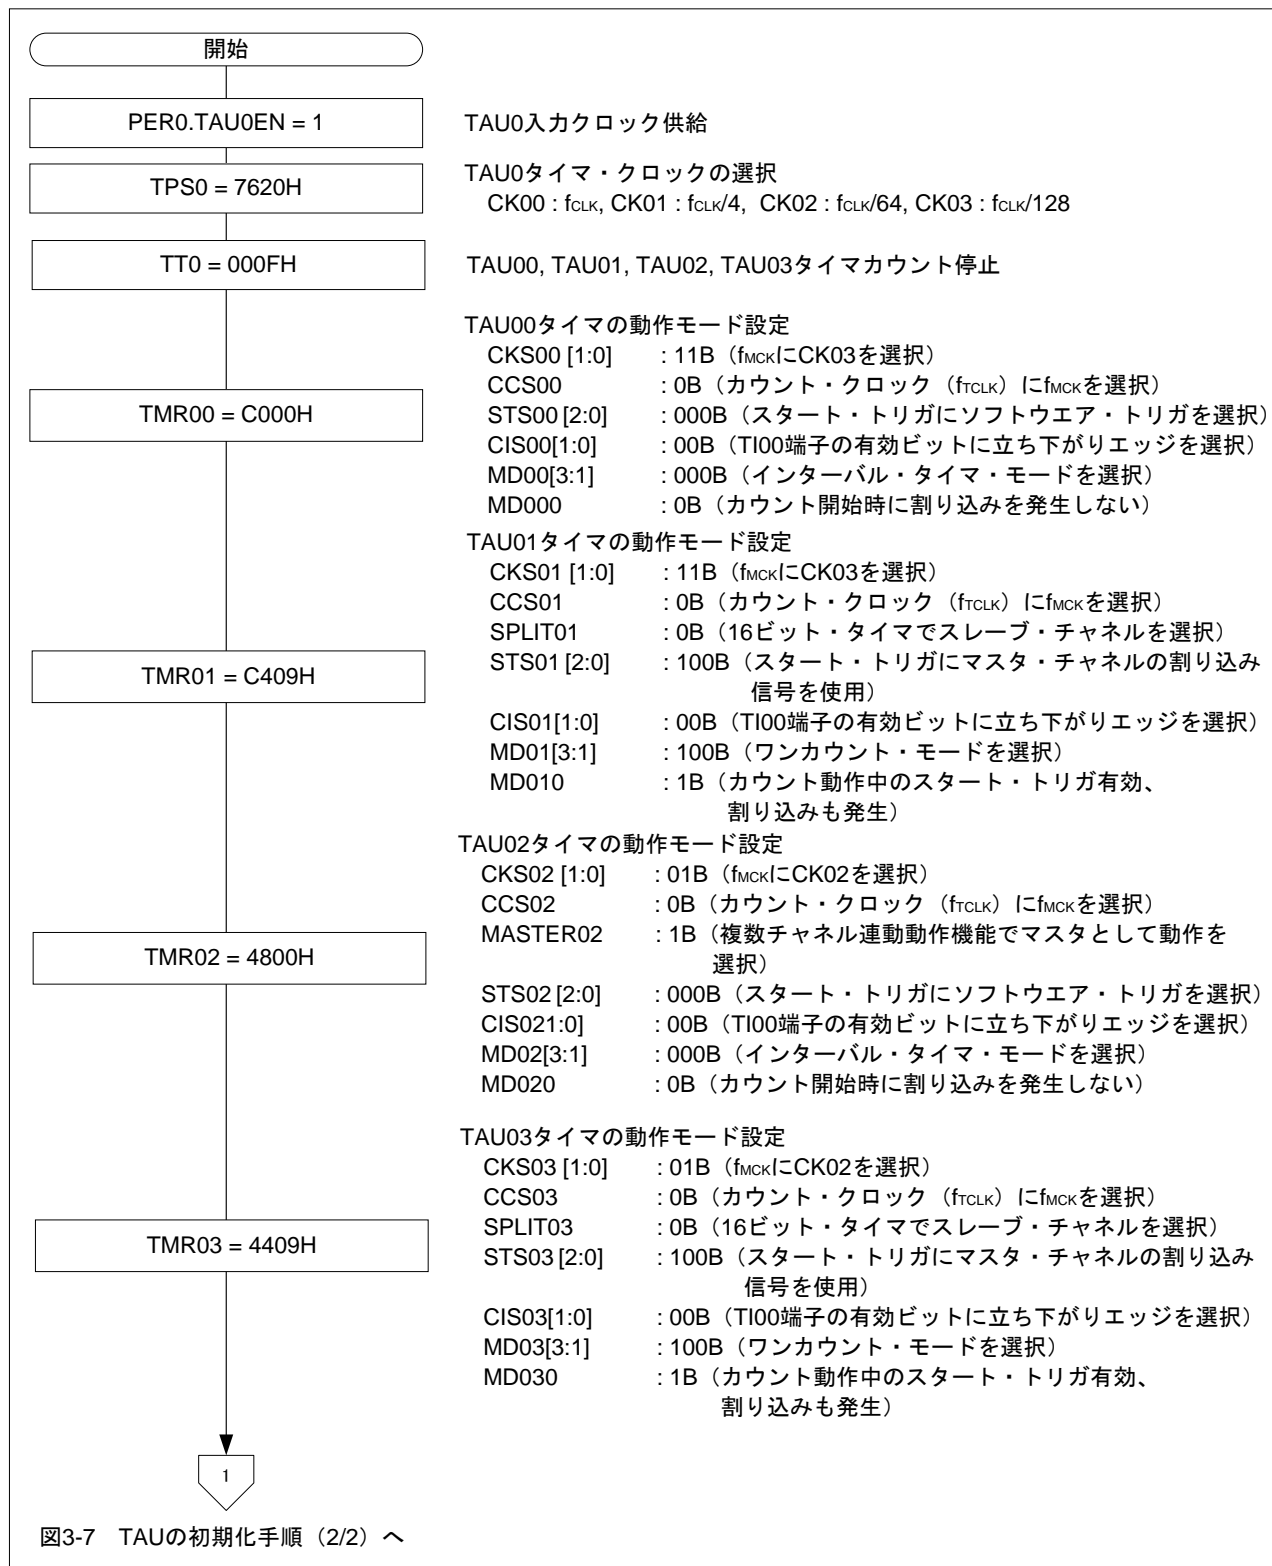 開始
PER0.TAU0EN = 1
TAU0入力クロック供給
TPS0 = 7620H
TAU0タイマ・クロックの選択
CK00 : fCLK, CK01 : fCLK/4, CK02 : fCLK/64, CK03 : fCLK/128
TT0 = 000FH
TAU00, TAU01, TAU02, TAU03タイマカウント停止
TMR00 = C000H
TAU00タイマの動作モード設定
CKS00 [1:0] : 11B（fMCKにCK03を選択）
CCS00 : 0B（カウント・クロック（fTCLK）にfMCKを選択）
STS00 [2:0] : 000B（スタート・トリガにソフトウエア・トリガを選択）
CIS00[1:0] : 00B（TI00端子の有効ビットに立ち下がりエッジを選択）
MD00[3:1] : 000B（インターバル・タイマ・モードを選択）
MD000 : 0B（カウント開始時に割り込みを発生しない）
TMR01 = C409H
TAU01タイマの動作モード設定
CKS01 [1:0] : 11B（fMCKにCK03を選択）
CCS01 : 0B（カウント・クロック（fTCLK）にfMCKを選択）
SPLIT01 : 0B（16ビット・タイマでスレーブ・チャネルを選択）
STS01 [2:0] : 100B（スタート・トリガにマスタ・チャネルの割り込み
信号を使用）
CIS01[1:0] : 00B（TI00端子の有効ビットに立ち下がりエッジを選択）
MD01[3:1] : 100B（ワンカウント・モードを選択）
MD010 : 1B（カウント動作中のスタート・トリガ有効、
割り込みも発生）
TMR02 = 4800H
TAU02タイマの動作モード設定
CKS02 [1:0] : 01B（fMCKにCK02を選択）
CCS02 : 0B（カウント・クロック（fTCLK）にfMCKを選択）
MASTER02 : 1B（複数チャネル連動動作機能でマスタとして動作を
選択）
STS02 [2:0] : 000B（スタート・トリガにソフトウエア・トリガを選択）
CIS021:0] : 00B（TI00端子の有効ビットに立ち下がりエッジを選択）
MD02[3:1] : 000B（インターバル・タイマ・モードを選択）
MD020 : 0B（カウント開始時に割り込みを発生しない）
TMR03 = 4409H
TAU03タイマの動作モード設定
CKS03 [1:0] : 01B（fMCKにCK02を選択）
CCS03 : 0B（カウント・クロック（fTCLK）にfMCKを選択）
SPLIT03 : 0B（16ビット・タイマでスレーブ・チャネルを選択）
STS03 [2:0] : 100B（スタート・トリガにマスタ・チャネルの割り込み
信号を使用）
CIS03[1:0] : 00B（TI00端子の有効ビットに立ち下がりエッジを選択）
MD03[3:1] : 100B（ワンカウント・モードを選択）
MD030 : 1B（カウント動作中のスタート・トリガ有効、
割り込みも発生）
1
図3-7 TAUの初期化手順（2/2）へ